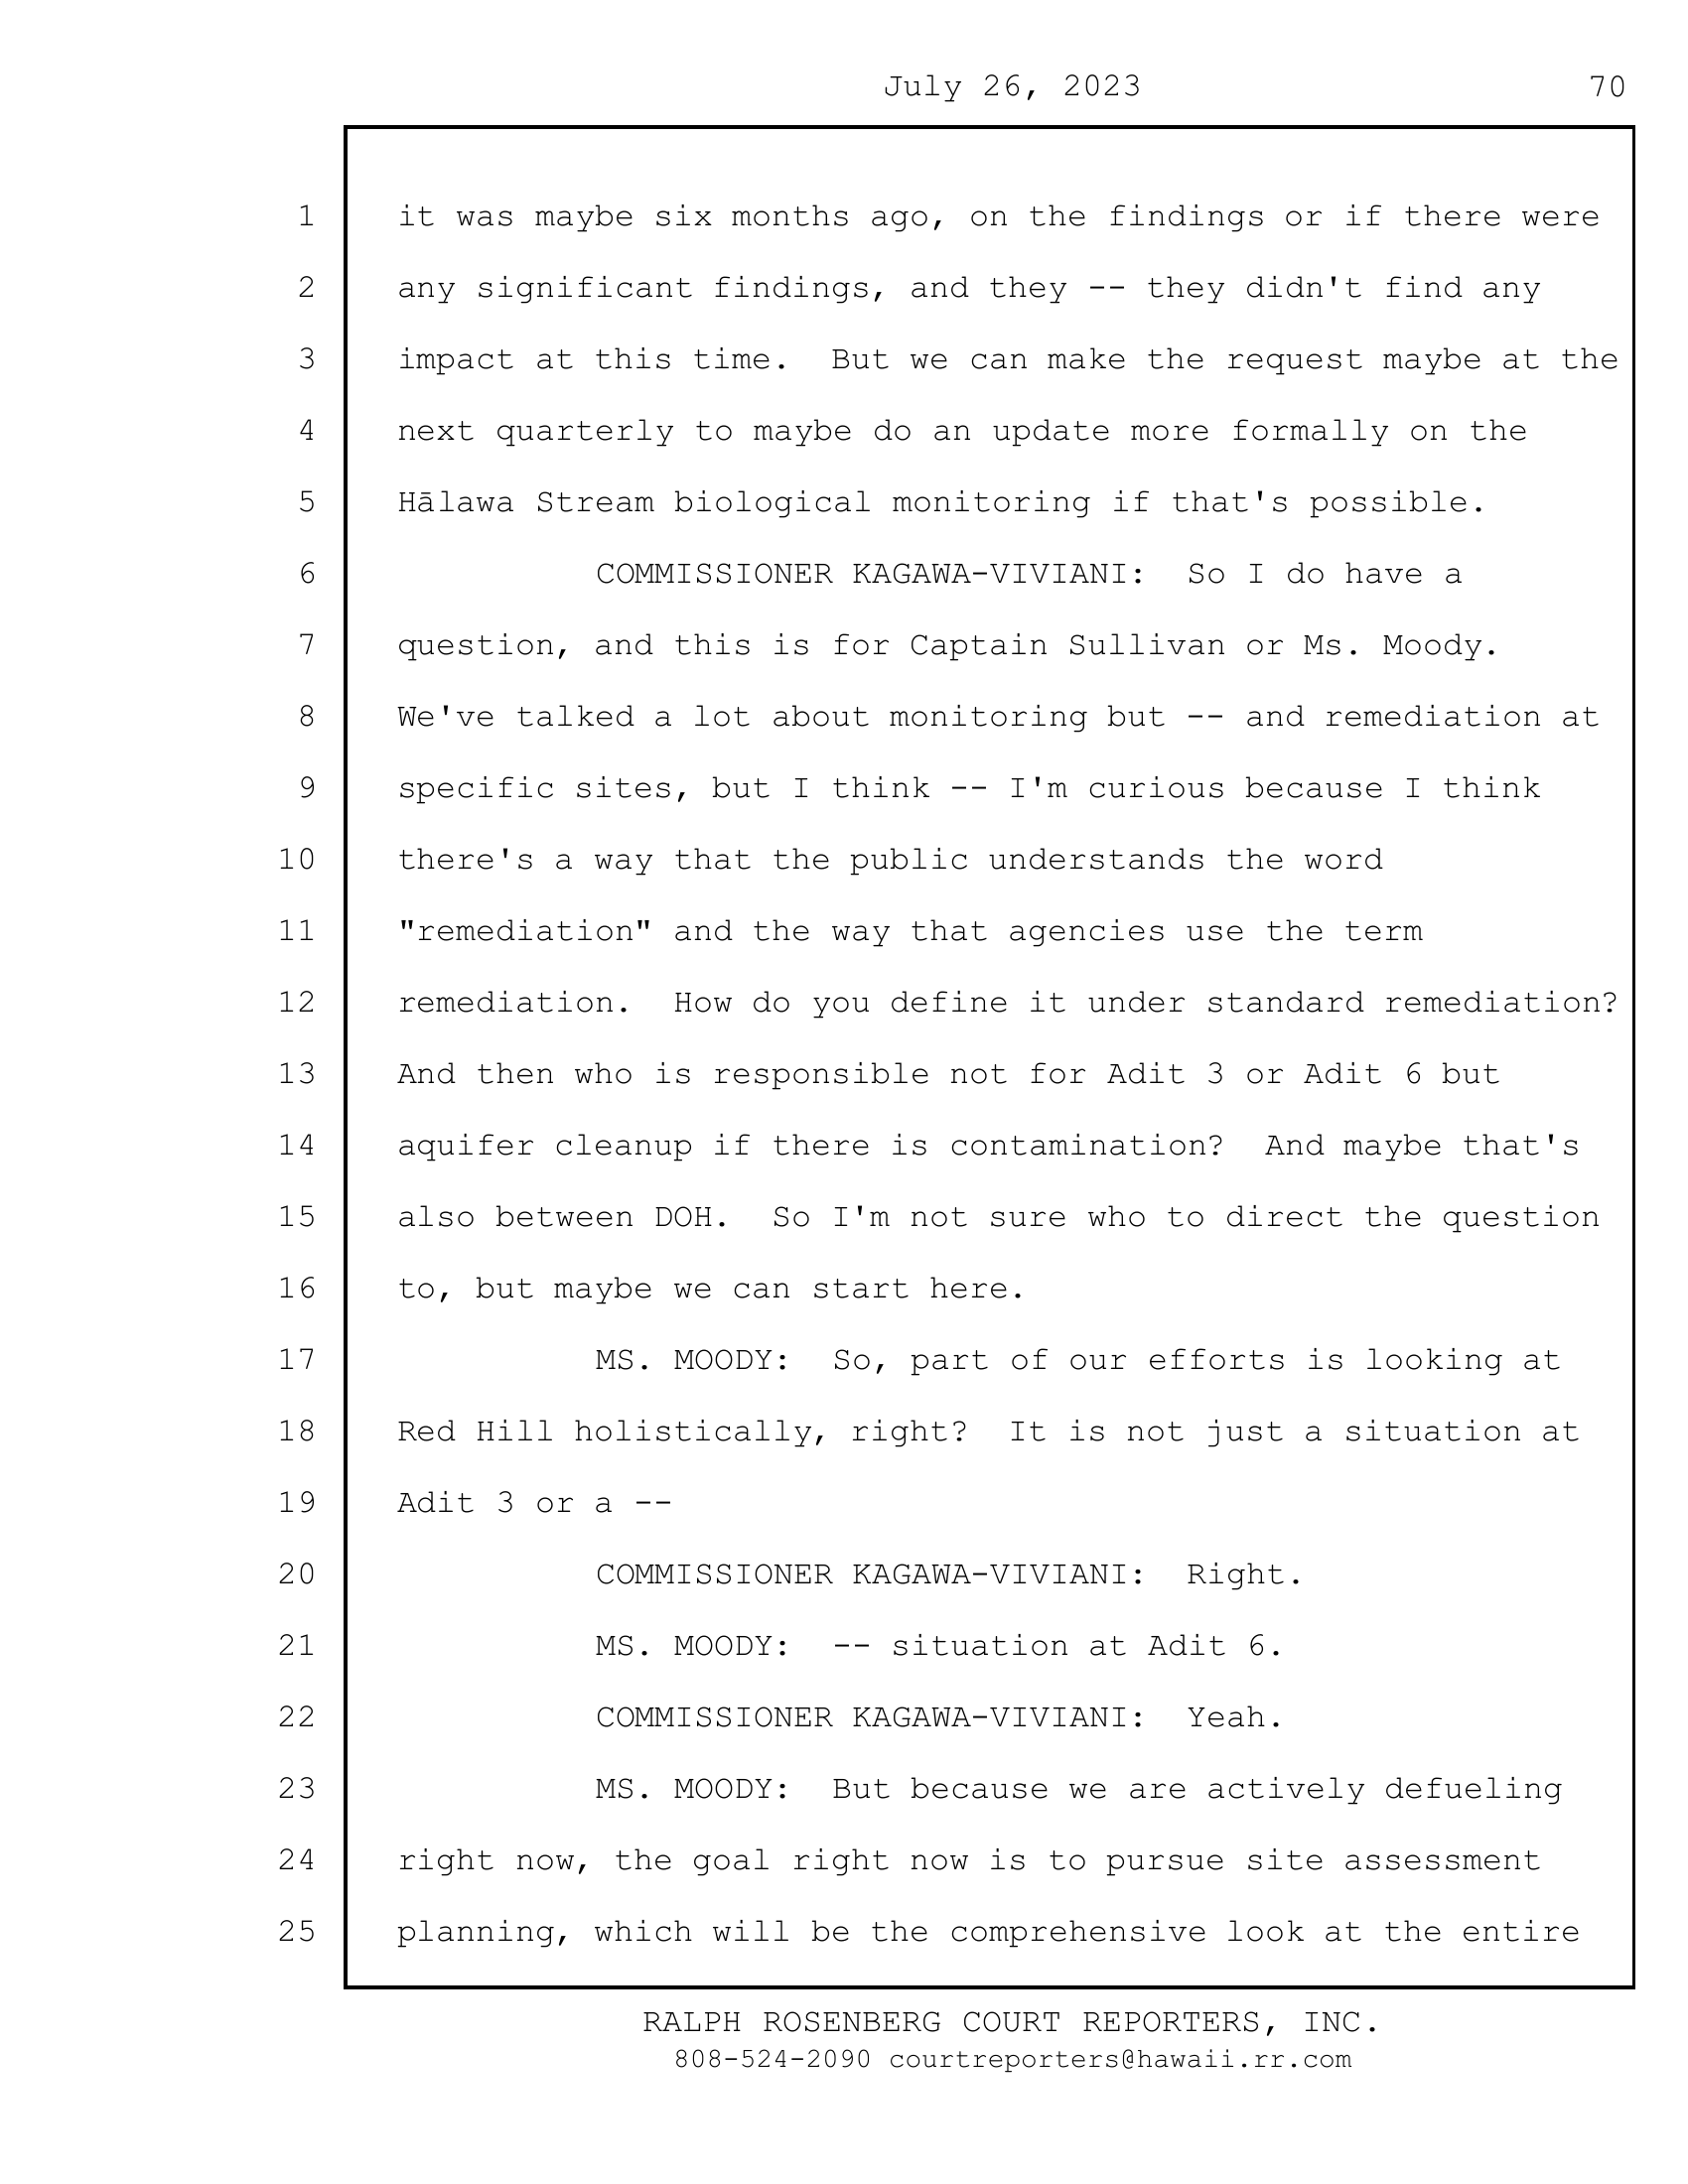 July 26, 2023 70
1 it was maybe six months ago, on the findings or if there were
2 any significant findings, and they -- they didn't find any
3 impact at this time.  But we can make the request maybe at the
4 next quarterly to maybe do an update more formally on the
5 Hālawa Stream biological monitoring if that's possible.
6 COMMISSIONER KAGAWA-VIVIANI:  So I do have a
7 question, and this is for Captain Sullivan or Ms. Moody.
8 We've talked a lot about monitoring but -- and remediation at
9 specific sites, but I think -- I'm curious because I think
10 there's a way that the public understands the word
11 "remediation" and the way that agencies use the term
12 remediation.  How do you define it under standard remediation?
13 And then who is responsible not for Adit 3 or Adit 6 but
14 aquifer cleanup if there is contamination?  And maybe that's
15 also between DOH.  So I'm not sure who to direct the question
16 to, but maybe we can start here.
17 MS. MOODY:  So, part of our efforts is looking at
18 Red Hill holistically, right?  It is not just a situation at
19 Adit 3 or a --
20 COMMISSIONER KAGAWA-VIVIANI:  Right.
21 MS. MOODY:  -- situation at Adit 6.
22 COMMISSIONER KAGAWA-VIVIANI:  Yeah.
23 MS. MOODY:  But because we are actively defueling
24 right now, the goal right now is to pursue site assessment
25 planning, which will be the comprehensive look at the entire
RALPH ROSENBERG COURT REPORTERS, INC.
808-524-2090 courtreporters@hawaii.rr.com